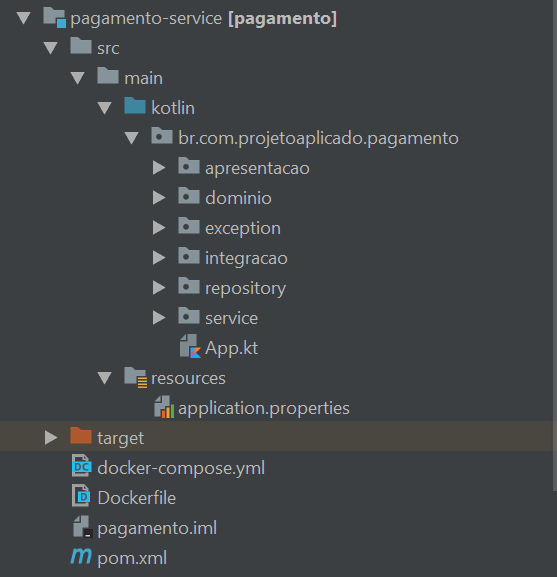 pagamento-service [pagamento]
src
main
kotlin
br.com.projetoaplicado.pagamento
apresentacao
dominio
exception
integracao
repository
service
App.kt
resources
application.properties
target
DC docker-compose.yml
D Dockerfile
pagamento.iml
m pom.xml